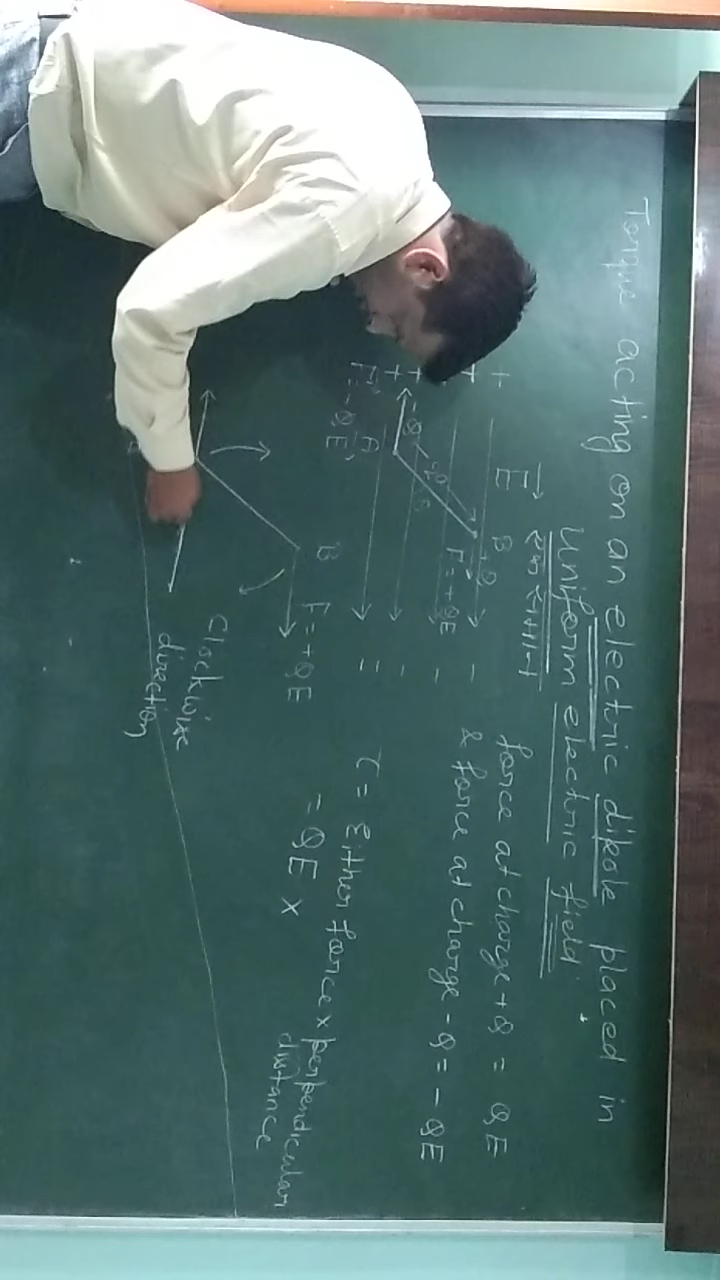 Torque acting on an electric dipole placed in
Uniform electric field.
E
B
+Q
F = +QE
-Q
2l
A
F = -QE
force at charge +Q = QE
& force at charge -Q = -QE
τ = Either force x perpendicular
distance
= QE x
B
F = +QE
Clockwise
direction